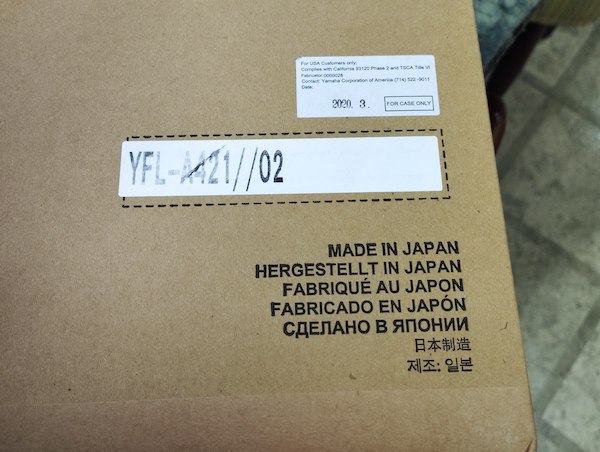 For USA Customers only:
Complies with California 93120 Phase 2 and TSCA Title VI
Fabricator:0000028
Contact: Yamaha Corporation of America (714) 522-9011
Date:
2020. 3.
FOR CASE ONLY
YFL-A421//02
MADE IN JAPAN
HERGESTELLT IN JAPAN
FABRIQUÉ AU JAPON
FABRICADO EN JAPÓN
СДЕЛАНО В ЯПОНИИ
日本制造
제조: 일본